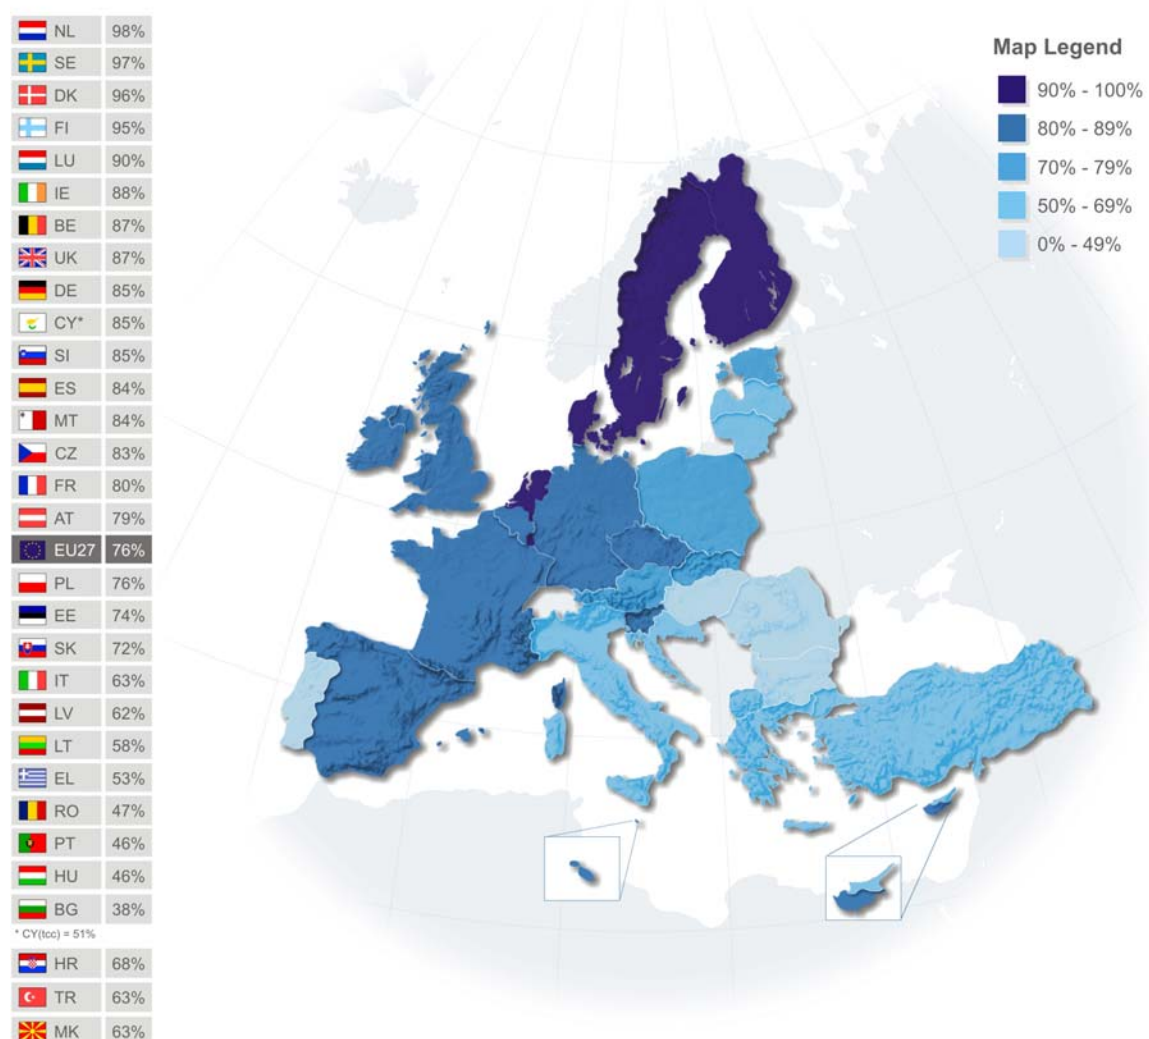 NL 98%
SE 97%
DK 96%
FI 95%
LU 90%
IE 88%
BE 87%
UK 87%
DE 85%
CY* 85%
SI 85%
ES 84%
MT 84%
CZ 83%
FR 80%
AT 79%
EU27 76%
PL 76%
EE 74%
SK 72%
IT 63%
LV 62%
LT 58%
EL 53%
RO 47%
PT 46%
HU 46%
BG 38%
* CY(tcc) = 51%
HR 68%
TR 63%
MK 63%
Map Legend
90% - 100%
80% - 89%
70% - 79%
50% - 69%
0% - 49%